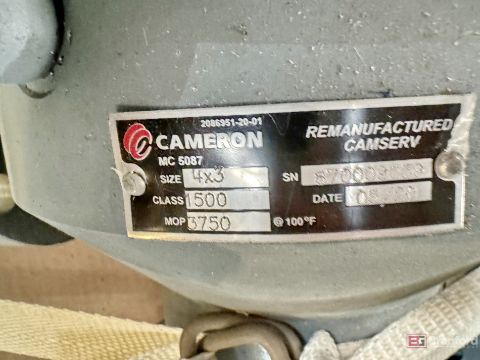 2086951-20-01
CAMERON
REMANUFACTURED
CAMSERV
MC 5087
SIZE 4x3
SN
CLASS 1500
DATE
MOP 3750 @ 100°F